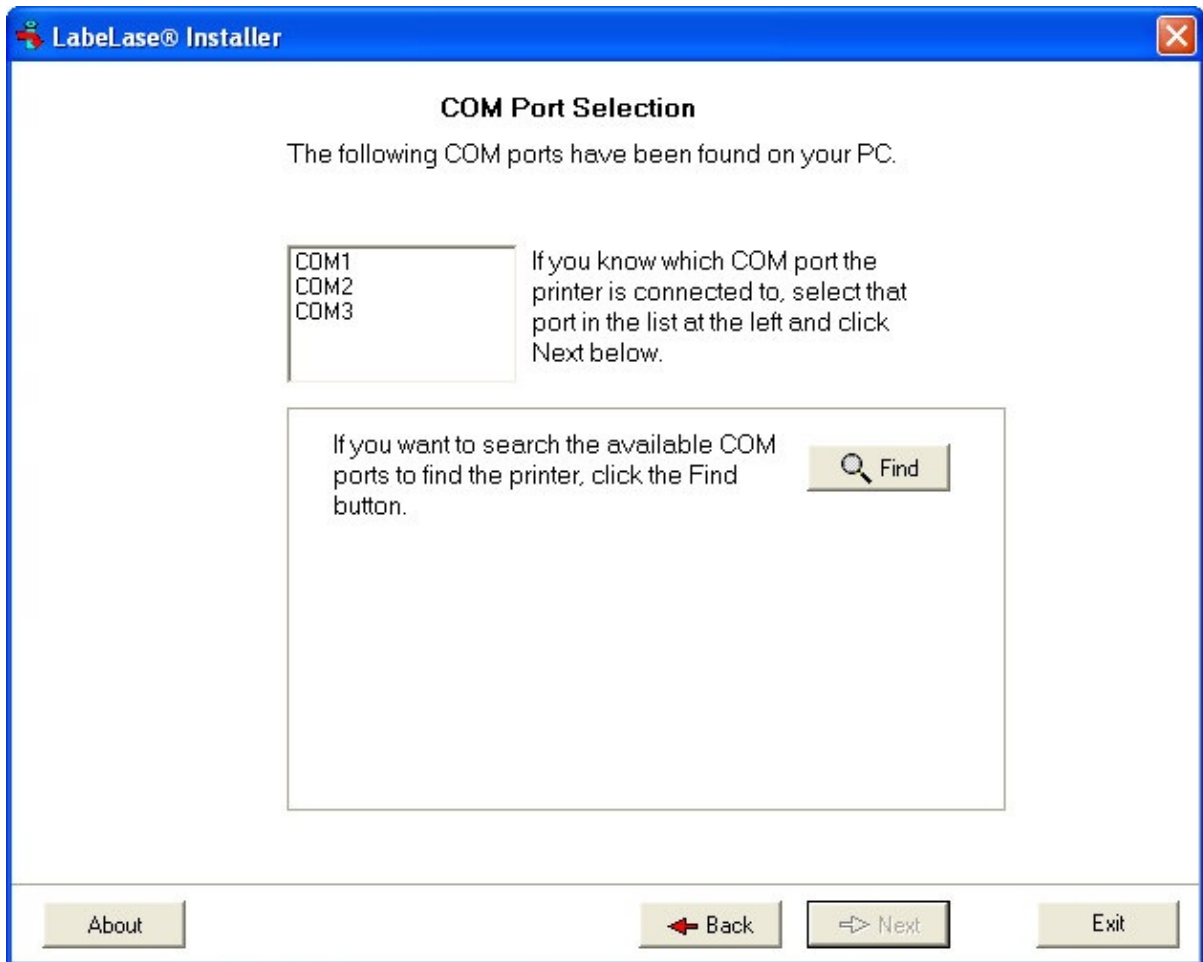 LabeLase® Installer
COM Port Selection
The following COM ports have been found on your PC.
COM1
COM2
COM3
If you know which COM port the
printer is connected to, select that
port in the list at the left and click
Next below.
If you want to search the available COM
ports to find the printer, click the Find
button.
Find
About
Back
Next
Exit